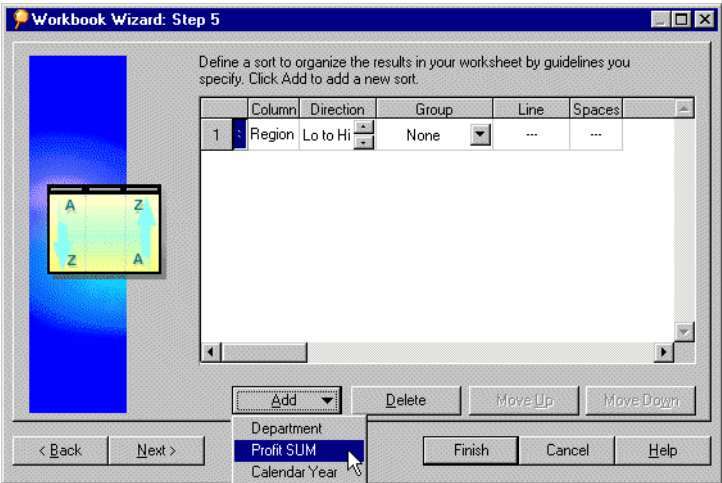 Workbook Wizard: Step 5
Define a sort to organize the results in your worksheet by guidelines you
specify. Click Add to add a new sort.
Column Direction Group Line Spaces
1 Region Lo to Hi None --- ---
A Z
Z A
Add Delete Move Up Move Down
Department
Profit SUM
Calendar Year
< Back Next > Finish Cancel Help